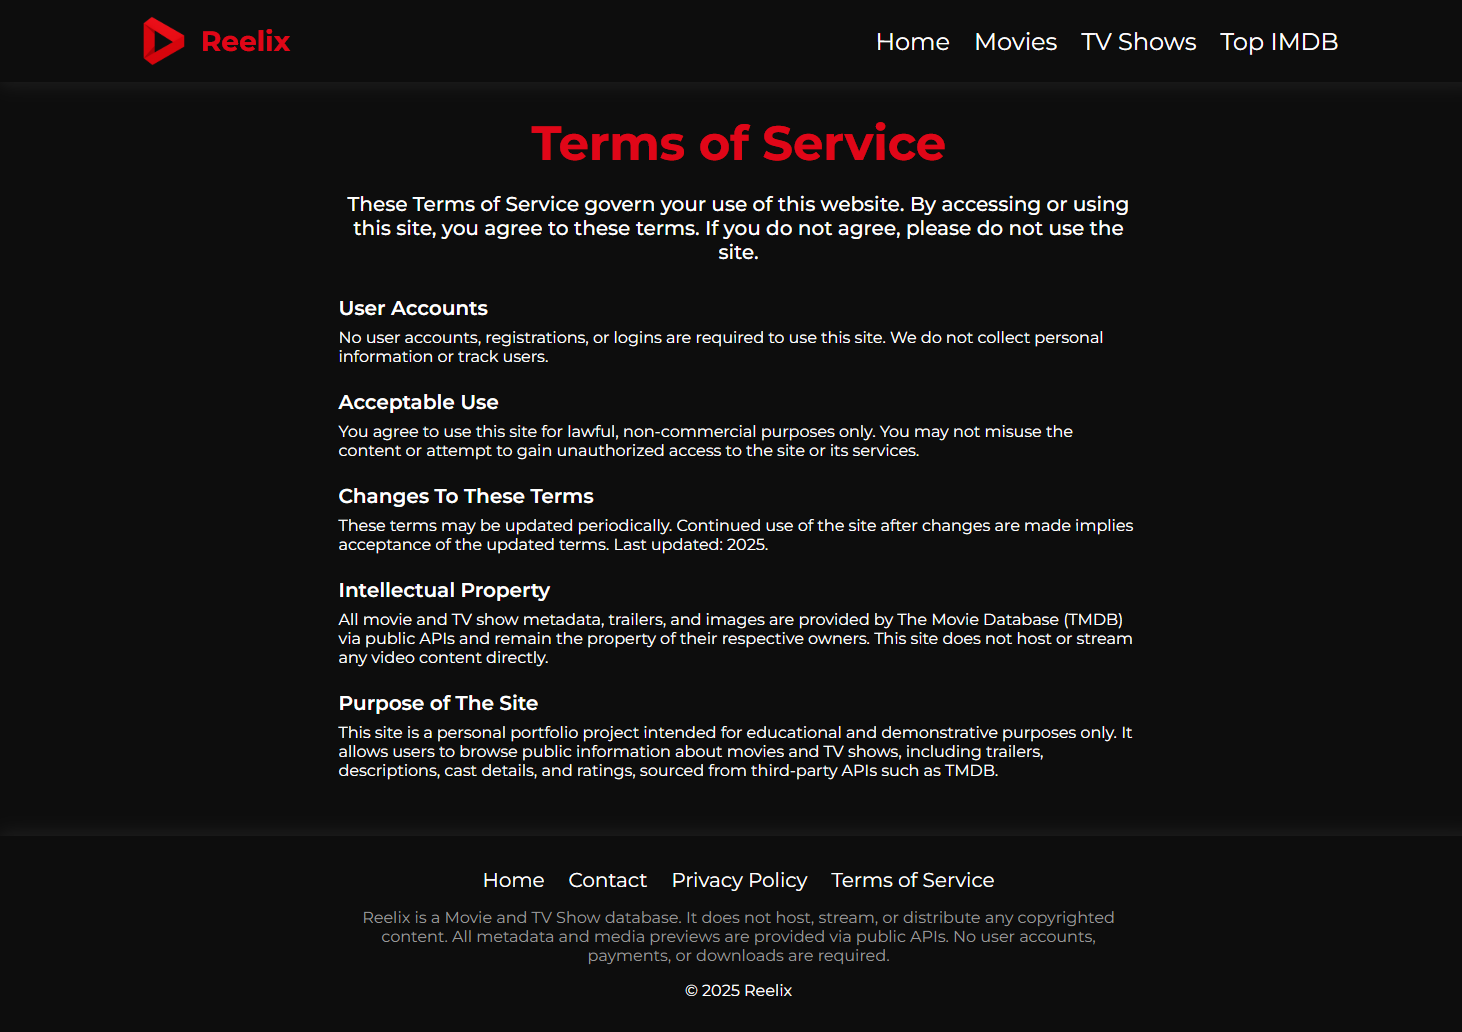 Reelix
Home Movies TV Shows Top IMDB
Terms of Service
These Terms of Service govern your use of this website. By accessing or using
this site, you agree to these terms. If you do not agree, please do not use the
site.
User Accounts
No user accounts, registrations, or logins are required to use this site. We do not collect personal
information or track users.
Acceptable Use
You agree to use this site for lawful, non-commercial purposes only. You may not misuse the
content or attempt to gain unauthorized access to the site or its services.
Changes To These Terms
These terms may be updated periodically. Continued use of the site after changes are made implies
acceptance of the updated terms. Last updated: 2025.
Intellectual Property
All movie and TV show metadata, trailers, and images are provided by The Movie Database (TMDB)
via public APIs and remain the property of their respective owners. This site does not host or stream
any video content directly.
Purpose of The Site
This site is a personal portfolio project intended for educational and demonstrative purposes only. It
allows users to browse public information about movies and TV shows, including trailers,
descriptions, cast details, and ratings, sourced from third-party APIs such as TMDB.
Home Contact Privacy Policy Terms of Service
Reelix is a Movie and TV Show database. It does not host, stream, or distribute any copyrighted
content. All metadata and media previews are provided via public APIs. No user accounts,
payments, or downloads are required.
© 2025 Reelix